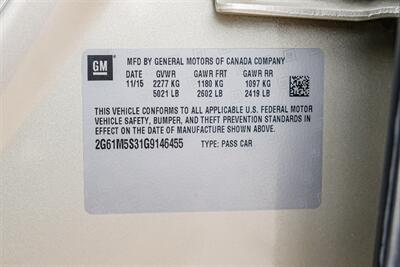 GM
MFD BY GENERAL MOTORS OF CANADA COMPANY
DATE GVWR GAWR FRT GAWR RR
11/15 2277 KG 1180 KG 1097 KG
5021 LB 2602 LB 2419 LB
THIS VEHICLE CONFORMS TO ALL APPLICABLE U.S. FEDERAL MOTOR
VEHICLE SAFETY, BUMPER, AND THEFT PREVENTION STANDARDS IN
EFFECT ON THE DATE OF MANUFACTURE SHOWN ABOVE.
2G61M5S31G9146455 TYPE: PASS CAR